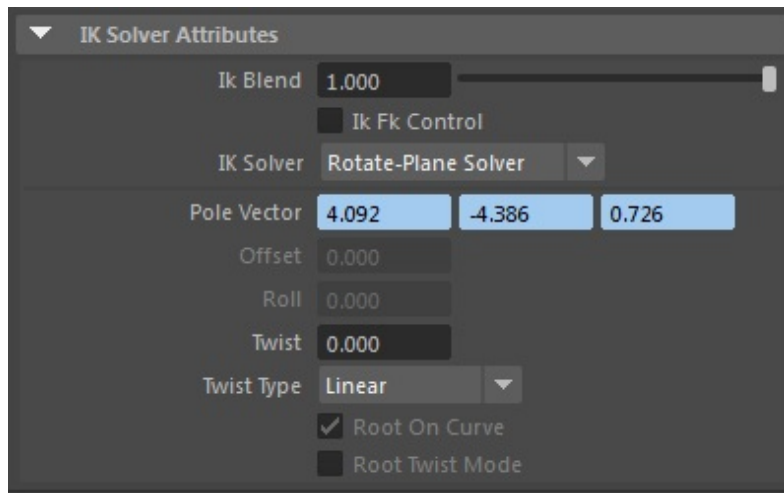 IK Solver Attributes
Ik Blend 1.000
Ik Fk Control
IK Solver Rotate-Plane Solver
Pole Vector 4.092 -4.386 0.726
Offset 0.000
Roll 0.000
Twist 0.000
Twist Type Linear
Root On Curve
Root Twist Mode